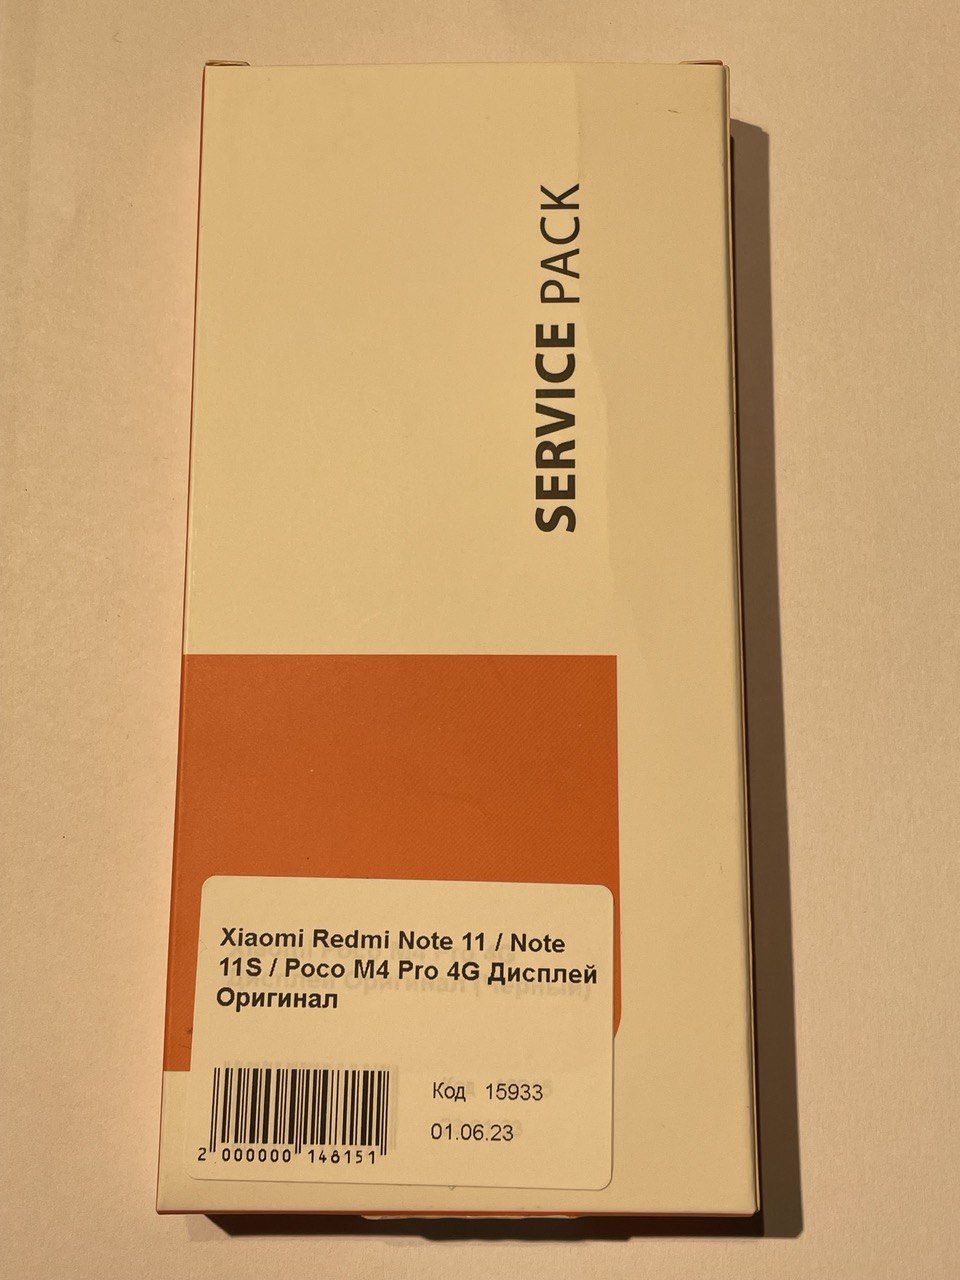 SERVICE PACK
Xiaomi Redmi Note 11 / Note
11S / Poco M4 Pro 4G Дисплей
Оригинал
Код 15933
01.06.23
2 000000 148151